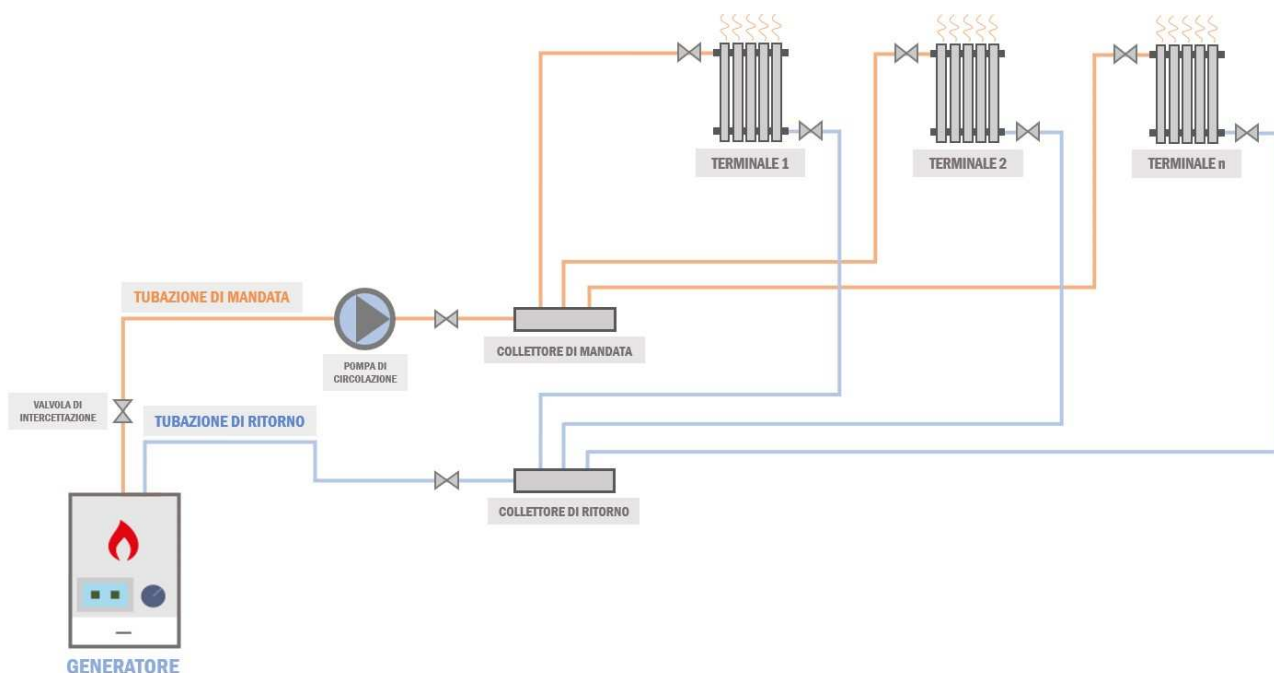 TERMINALE 1
TERMINALE 2
TERMINALE n
TUBAZIONE DI MANDATA
COLLETTORE DI MANDATA
POMPA DI
CIRCOLAZIONE
VALVOLA DI
INTERCETTAZIONE
TUBAZIONE DI RITORNO
COLLETTORE DI RITORNO
GENERATORE